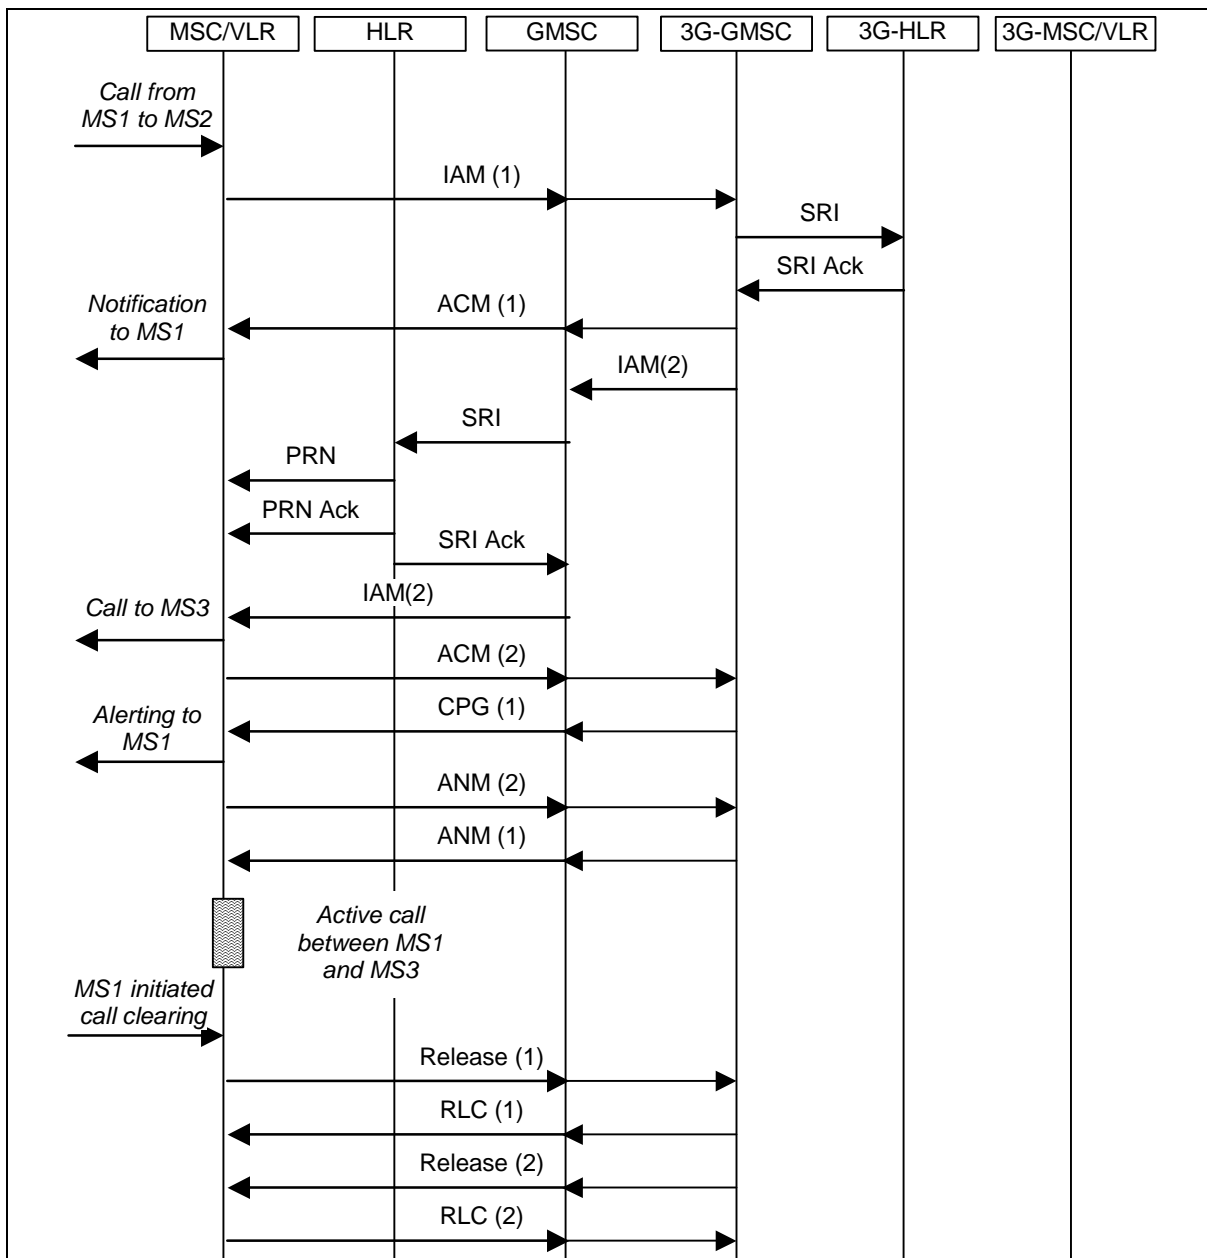 MSC/VLR
HLR
GMSC
3G-GMSC
3G-HLR
3G-MSC/VLR
Call from
MS1 to MS2
IAM (1)
SRI
SRI Ack
Notification
to MS1
ACM (1)
IAM(2)
SRI
PRN
PRN Ack
SRI Ack
IAM(2)
Call to MS3
ACM (2)
CPG (1)
Alerting to
MS1
ANM (2)
ANM (1)
Active call
between MS1
and MS3
MS1 initiated
call clearing
Release (1)
RLC (1)
Release (2)
RLC (2)